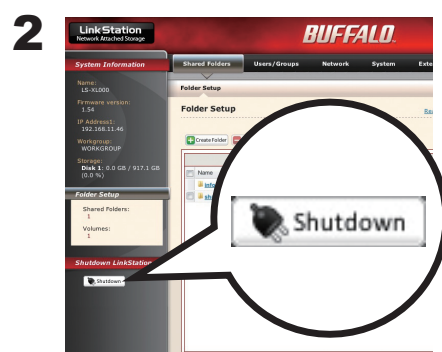 2
LinkStation
Network Attached Storage
BUFFALO
System Information
Shared Folders Users/Groups Network System
Name:
LS-XL000
Firmware version:
1.54
IP Address1:
192.168.11.46
Workgroup:
WORKGROUP
Storage:
Disk 1: 0.0 GB / 917.1 GB
(0.0 %)
Folder Setup
Folder Setup
Create Folder
Name
Folder Setup
Shared Folders:
1
Volumes:
1
Shutdown LinkStation
Shutdown
Shutdown